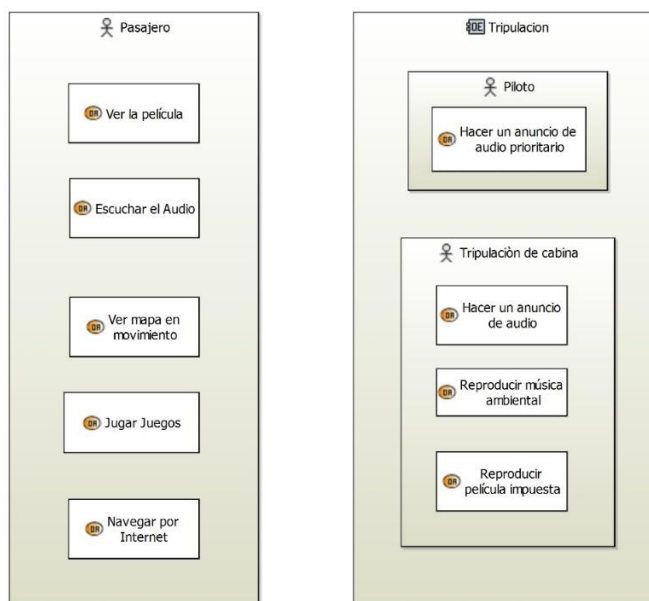 Pasajero
Ver la película
Escuchar el Audio
Ver mapa en
movimiento
Jugar Juegos
Navegar por
Internet
OE Tripulacion
Piloto
Hacer un anuncio de
audio prioritario
Tripulaciòn de cabina
Hacer un anuncio
de audio
Reproducir música
ambiental
Reproducir
película impuesta